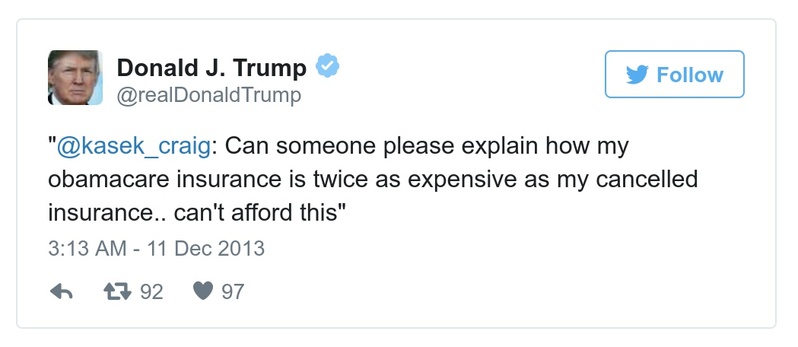 Donald J. Trump
@realDonaldTrump
Follow
"@kasek_craig: Can someone please explain how my
obamacare insurance is twice as expensive as my cancelled
insurance.. can't afford this"
3:13 AM - 11 Dec 2013
92 97